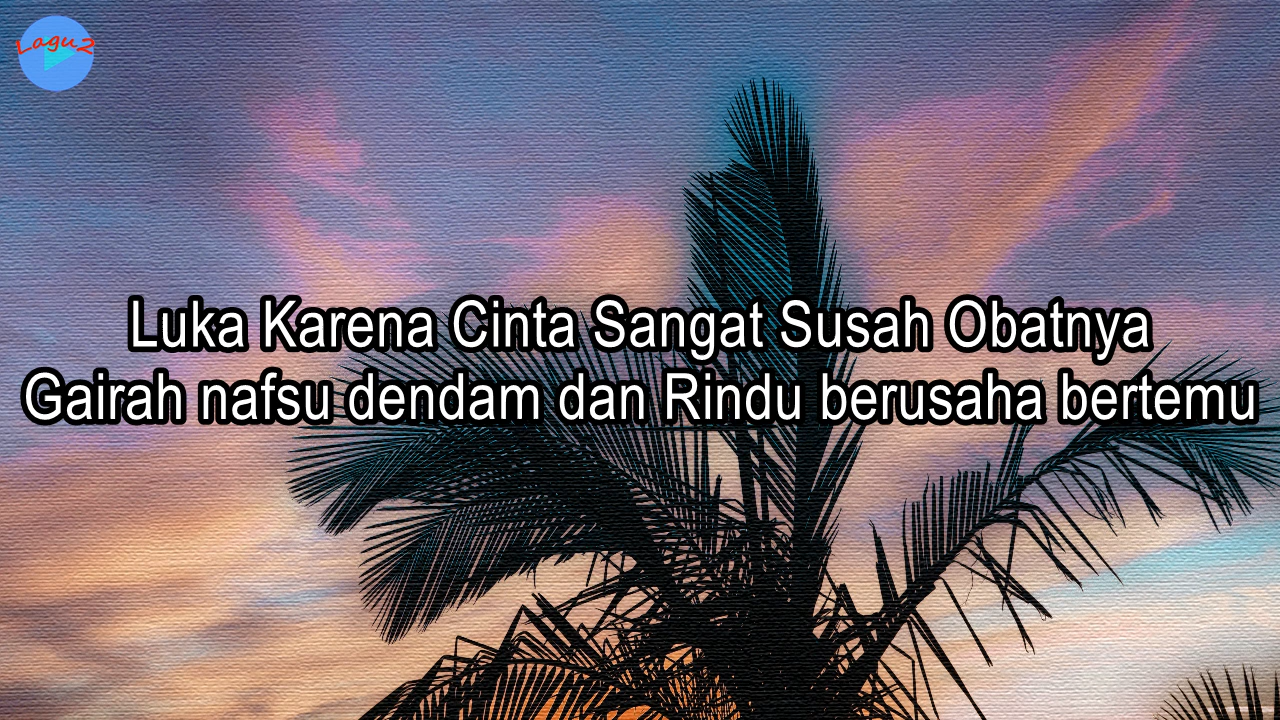 Lagu2
Luka Karena Cinta Sangat Susah Obatnya
Gairah nafsu dendam dan Rindu berusaha bertemu